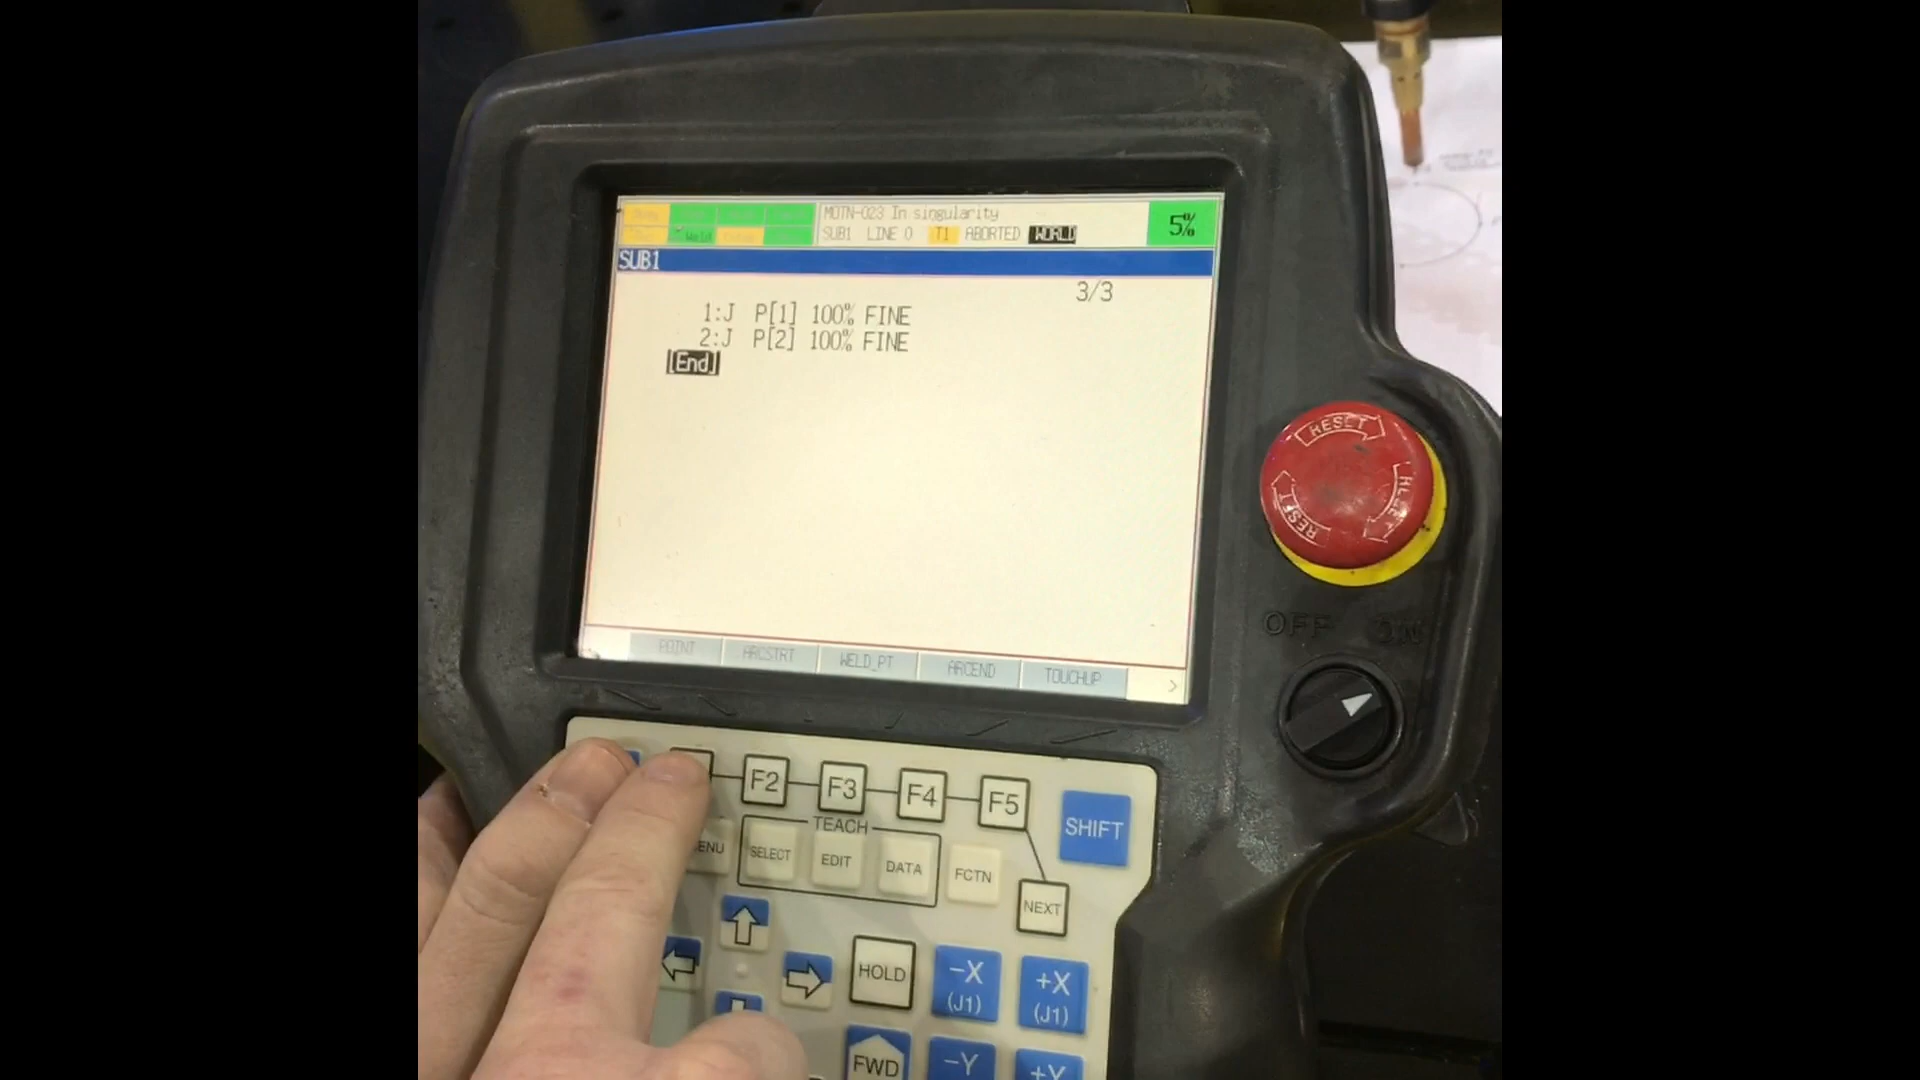 MOTN-023 In singularity
SUB1 LINE 0 T1 ABORTED WORLD
5%
Weld
SUB1
3/3
1:J P[1] 100% FINE
2:J P[2] 100% FINE
[End]
POINT ARCSTRT WELD_PT ARCEND TOUCHUP >
RESET
RESET
RESET
OFF ON
F2 F3 F4 F5
SHIFT
TEACH
ENU SELECT EDIT DATA FCTN
NEXT
HOLD
-X (J1)
+X (J1)
FWD
-Y
+Y